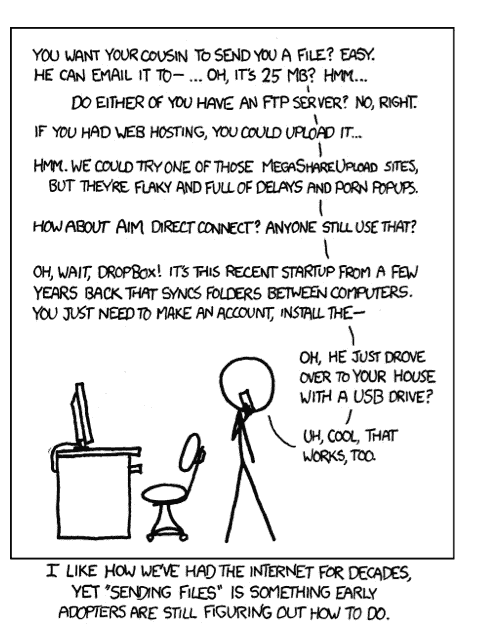 YOU WANT YOUR COUSIN TO SEND YOU A FILE? EASY.
HE CAN EMAIL IT TO— ... OH, IT'S 25 MB? HMM...
DO EITHER OF YOU HAVE AN FTP SERVER? NO, RIGHT.
IF YOU HAD WEB HOSTING, YOU COULD UPLOAD IT...
HMM. WE COULD TRY ONE OF THOSE MEGASHAREUPLOAD SITES,
BUT THEY'RE FLAKY AND FULL OF DELAYS AND PORN POPUPS.
HOW ABOUT AIM DIRECT CONNECT? ANYONE STILL USE THAT?
OH, WAIT, DROPBOX! IT'S THIS RECENT STARTUP FROM A FEW
YEARS BACK THAT SYNCS FOLDERS BETWEEN COMPUTERS.
YOU JUST NEED TO MAKE AN ACCOUNT, INSTALL THE—
OH, HE JUST DROVE
OVER TO YOUR HOUSE
WITH A USB DRIVE?
UH, COOL, THAT
WORKS, TOO.
I LIKE HOW WE'VE HAD THE INTERNET FOR DECADES,
YET "SENDING FILES" IS SOMETHING EARLY
ADOPTERS ARE STILL FIGURING OUT HOW TO DO.